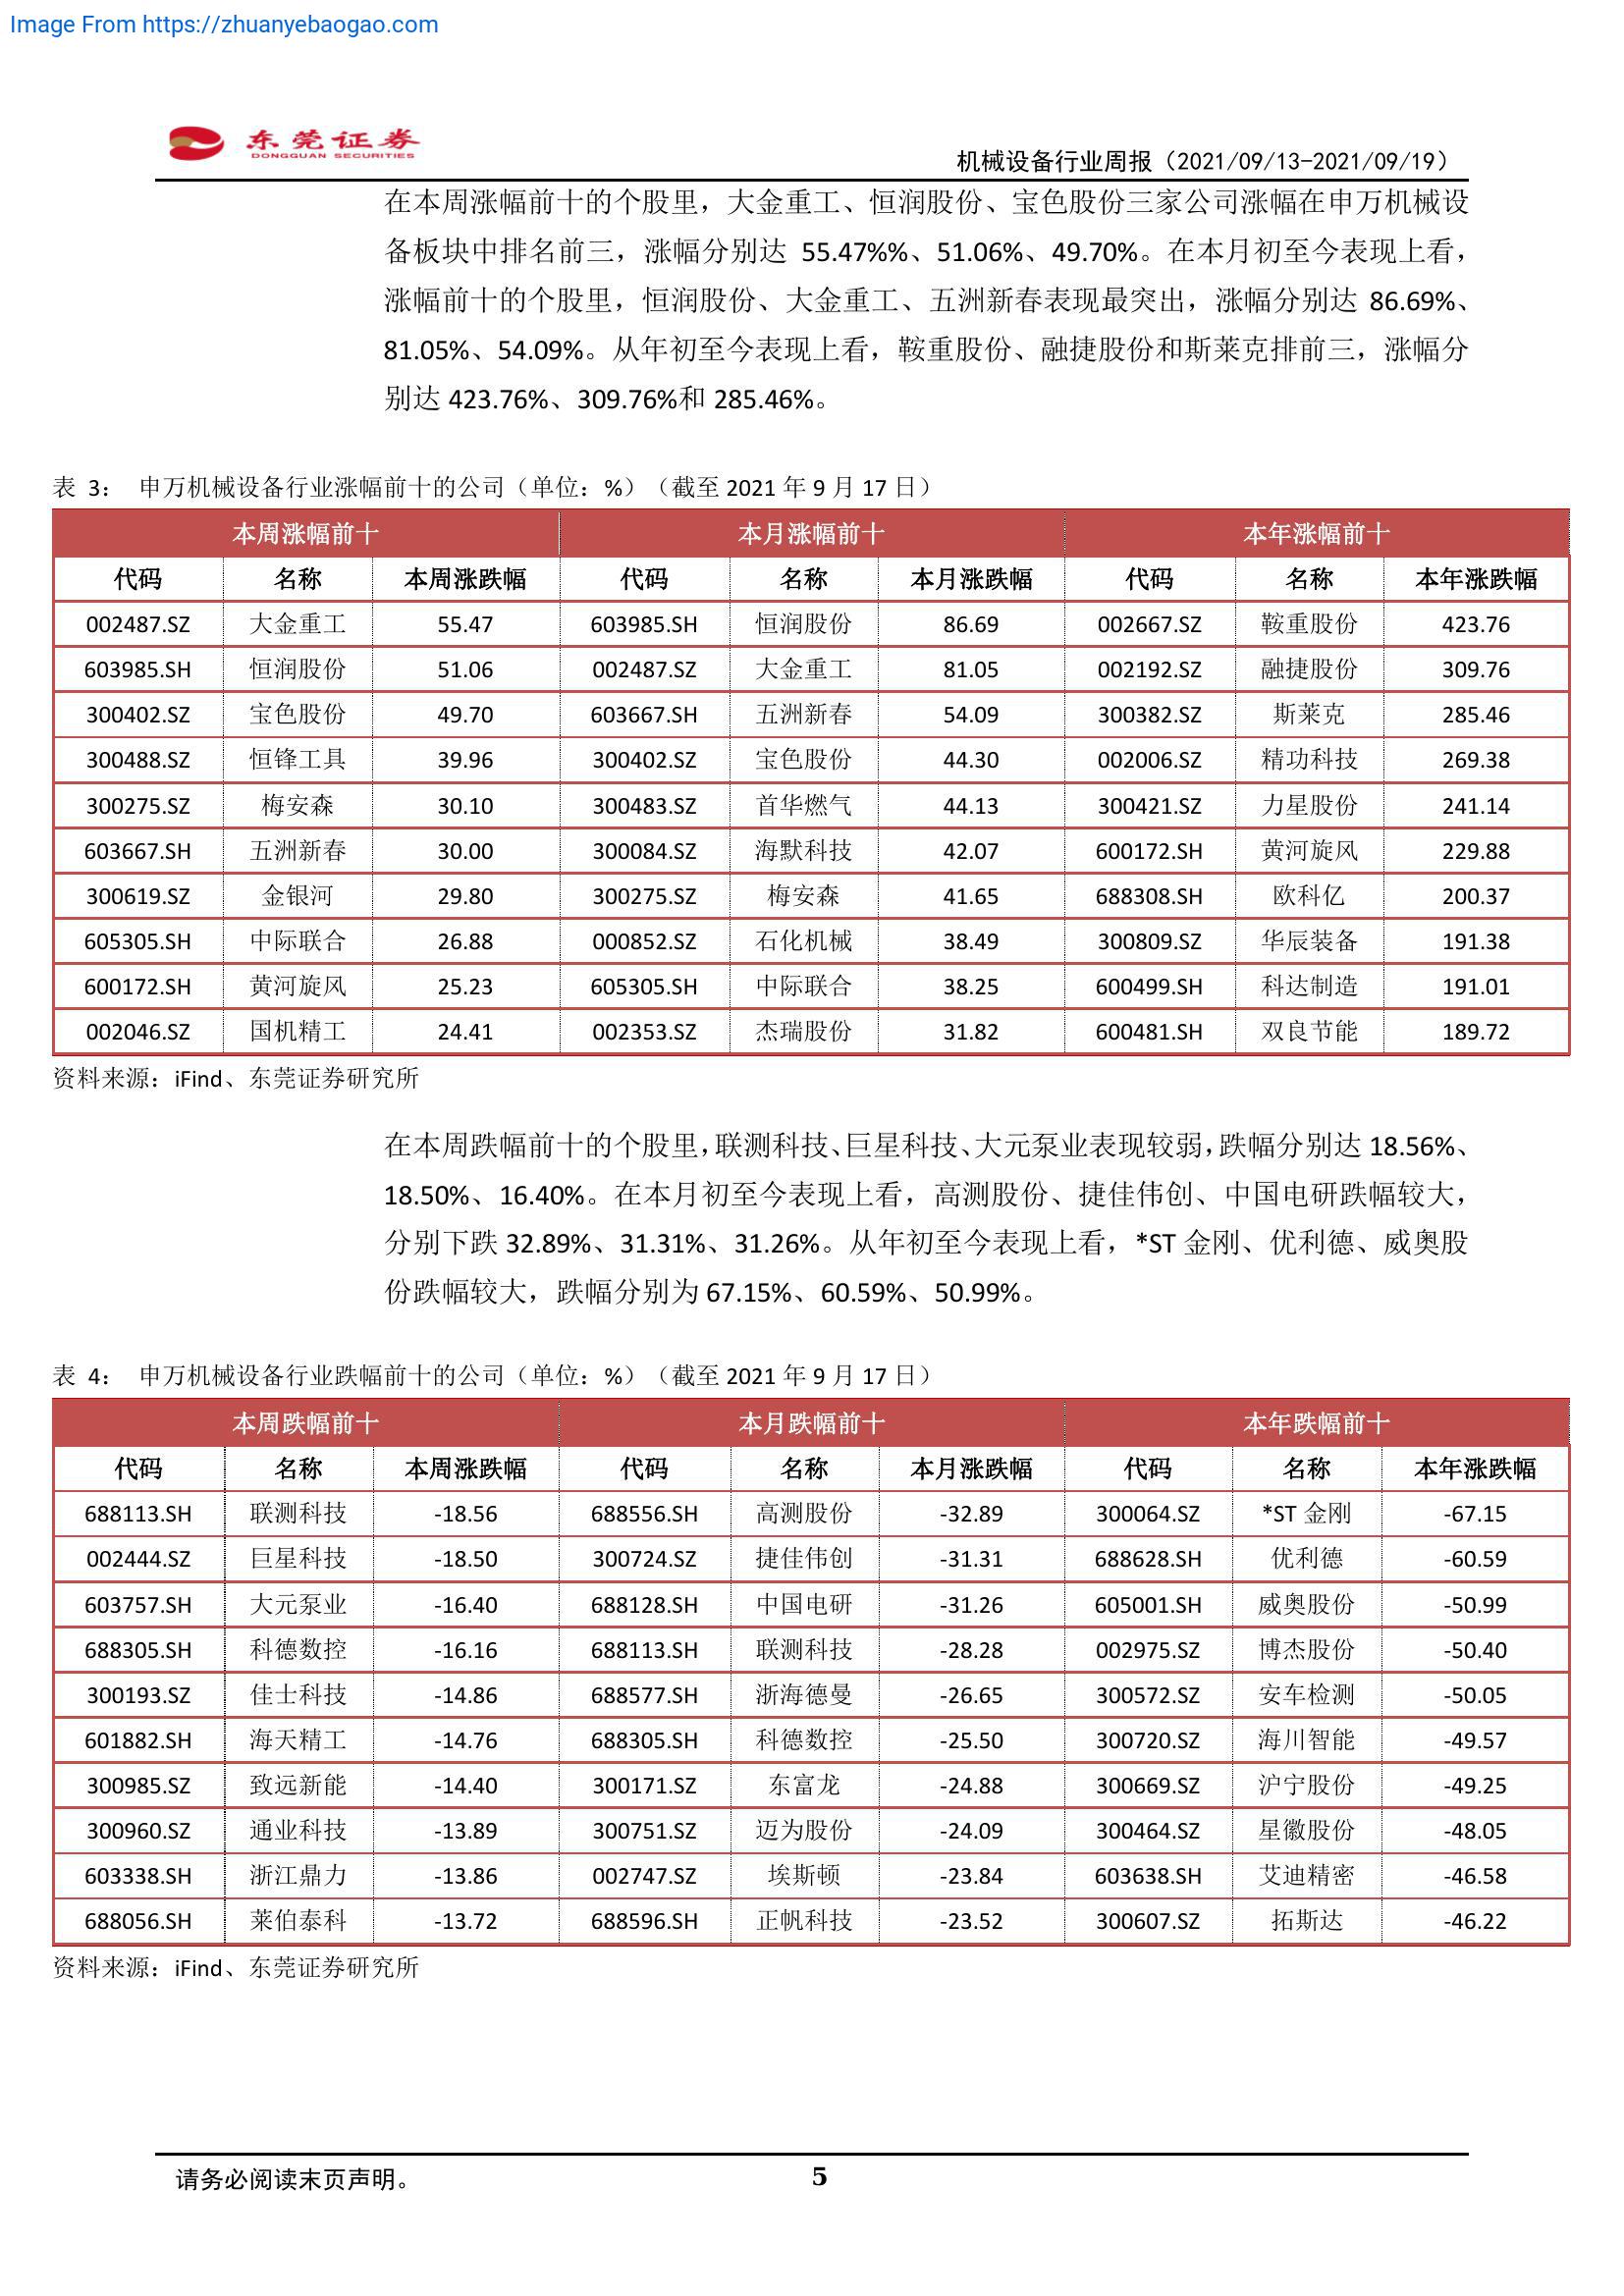 Image From https://zhuanyebaogao.com
东莞证券
DONGGUAN SECURITIES
机械设备行业周报（2021/09/13-2021/09/19）
在本周涨幅前十的个股里，大金重工、恒润股份、宝色股份三家公司涨幅在申万机械设
备板块中排名前三，涨幅分别达 55.47%%、51.06%、49.70%。在本月初至今表现上看，
涨幅前十的个股里，恒润股份、大金重工、五洲新春表现最突出，涨幅分别达 86.69%、
81.05%、54.09%。从年初至今表现上看，鞍重股份、融捷股份和斯莱克排前三，涨幅分
别达 423.76%、309.76%和 285.46%。
表 3： 申万机械设备行业涨幅前十的公司（单位：%）（截至 2021 年 9 月 17 日）
本周涨幅前十 本月涨幅前十 本年涨幅前十
代码 名称 本周涨跌幅 代码 名称 本月涨跌幅 代码 名称 本年涨跌幅
002487.SZ 大金重工 55.47 603985.SH 恒润股份 86.69 002667.SZ 鞍重股份 423.76
603985.SH 恒润股份 51.06 002487.SZ 大金重工 81.05 002192.SZ 融捷股份 309.76
300402.SZ 宝色股份 49.70 603667.SH 五洲新春 54.09 300382.SZ 斯莱克 285.46
300488.SZ 恒锋工具 39.96 300402.SZ 宝色股份 44.30 002006.SZ 精功科技 269.38
300275.SZ 梅安森 30.10 300483.SZ 首华燃气 44.13 300421.SZ 力星股份 241.14
603667.SH 五洲新春 30.00 300084.SZ 海默科技 42.07 600172.SH 黄河旋风 229.88
300619.SZ 金银河 29.80 300275.SZ 梅安森 41.65 688308.SH 欧科亿 200.37
605305.SH 中际联合 26.88 000852.SZ 石化机械 38.49 300809.SZ 华辰装备 191.38
600172.SH 黄河旋风 25.23 605305.SH 中际联合 38.25 600499.SH 科达制造 191.01
002046.SZ 国机精工 24.41 002353.SZ 杰瑞股份 31.82 600481.SH 双良节能 189.72
资料来源：iFind、东莞证券研究所
在本周跌幅前十的个股里，联测科技、巨星科技、大元泵业表现较弱，跌幅分别达 18.56%、
18.50%、16.40%。在本月初至今表现上看，高测股份、捷佳伟创、中国电研跌幅较大，
分别下跌 32.89%、31.31%、31.26%。从年初至今表现上看，*ST 金刚、优利德、威奥股
份跌幅较大，跌幅分别为 67.15%、60.59%、50.99%。
表 4： 申万机械设备行业跌幅前十的公司（单位：%）（截至 2021 年 9 月 17 日）
本周跌幅前十 本月跌幅前十 本年跌幅前十
代码 名称 本周涨跌幅 代码 名称 本月涨跌幅 代码 名称 本年涨跌幅
688113.SH 联测科技 -18.56 688556.SH 高测股份 -32.89 300064.SZ *ST 金刚 -67.15
002444.SZ 巨星科技 -18.50 300724.SZ 捷佳伟创 -31.31 688628.SH 优利德 -60.59
603757.SH 大元泵业 -16.40 688128.SH 中国电研 -31.26 605001.SH 威奥股份 -50.99
688305.SH 科德数控 -16.16 688113.SH 联测科技 -28.28 002975.SZ 博杰股份 -50.40
300193.SZ 佳士科技 -14.86 688577.SH 浙海德曼 -26.65 300572.SZ 安车检测 -50.05
601882.SH 海天精工 -14.76 688305.SH 科德数控 -25.50 300720.SZ 海川智能 -49.57
300985.SZ 致远新能 -14.40 300171.SZ 东富龙 -24.88 300669.SZ 沪宁股份 -49.25
300960.SZ 通业科技 -13.89 300751.SZ 迈为股份 -24.09 300464.SZ 星徽股份 -48.05
603338.SH 浙江鼎力 -13.86 002747.SZ 埃斯顿 -23.84 603638.SH 艾迪精密 -46.58
688056.SH 莱伯泰科 -13.72 688596.SH 正帆科技 -23.52 300607.SZ 拓斯达 -46.22
资料来源：iFind、东莞证券研究所
请务必阅读末页声明。 5